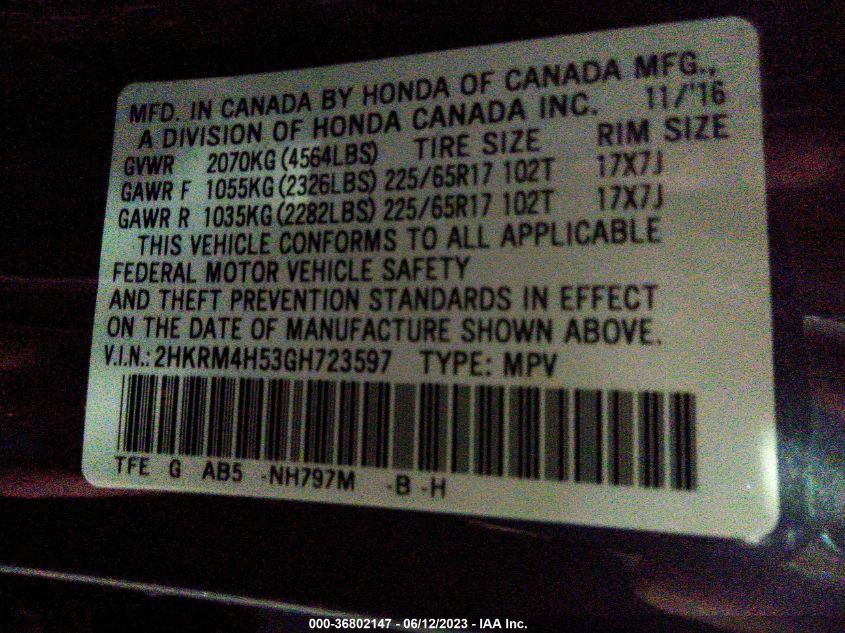 MFD. IN CANADA BY HONDA OF CANADA MFG.,
A DIVISION OF HONDA CANADA INC. 11/'16
GVWR 2070KG (4564LBS) TIRE SIZE RIM SIZE
GAWR F 1055KG (2326LBS) 225/65R17 102T 17X7J
GAWR R 1035KG (2282LBS) 225/65R17 102T 17X7J
THIS VEHICLE CONFORMS TO ALL APPLICABLE
FEDERAL MOTOR VEHICLE SAFETY
AND THEFT PREVENTION STANDARDS IN EFFECT
ON THE DATE OF MANUFACTURE SHOWN ABOVE.
V.I.N.: 2HKRM4H53GH723597 TYPE: MPV
TFE G AB5 -NH797M -B -H
000-36802147 - 06/12/2023 - IAA Inc.